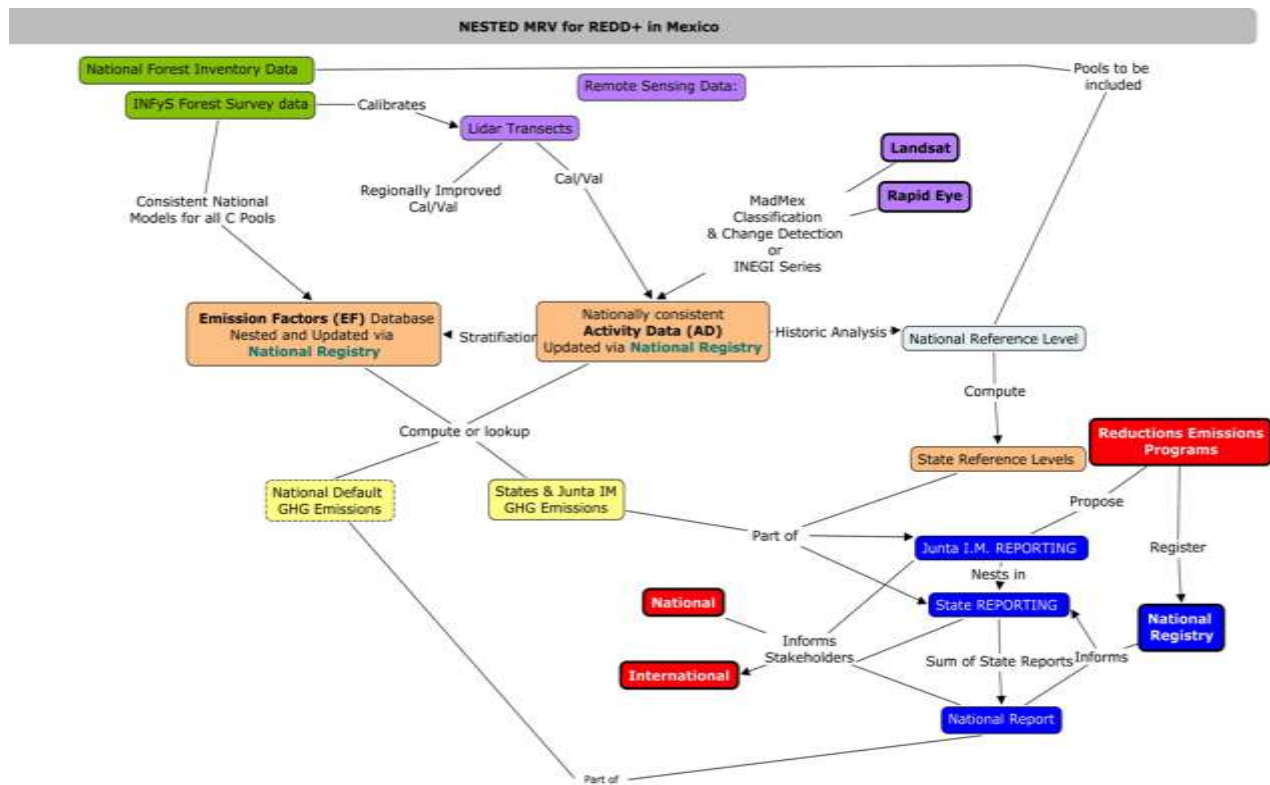 NESTED MRV for REDD+ in Mexico
National Forest Inventory Data
Pools to be
included
Remote Sensing Data:
INFyS Forest Survey data
Calibrates
Lidar Transects
Landsat
Rapid Eye
Cal/Val
Regionally Improved
Cal/Val
Consistent National
Models for all C Pools
MadMex
Classification
& Change Detection
or
INEGI Series
Emission Factors (EF) Database
Nested and Updated via
National Registry
Stratifiation
Nationally consistent
Activity Data (AD)
Updated via National Registry
Historic Analysis
National Reference Level
Compute
Compute or lookup
Reductions Emissions
Programs
State Reference Levels
National Default
GHG Emissions
States & Junta IM
GHG Emissions
Propose
Part of
Junta I.M. REPORTING
Register
Nests in
National
State REPORTING
National
Registry
Informs
Stakeholders
Sum of State Reports
Informs
International
National Report
Part of